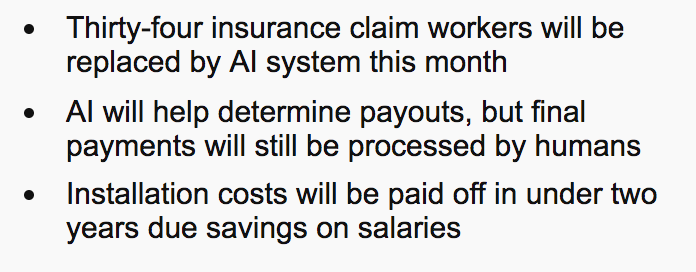 • Thirty-four insurance claim workers will be
replaced by AI system this month
• AI will help determine payouts, but final
payments will still be processed by humans
• Installation costs will be paid off in under two
years due savings on salaries